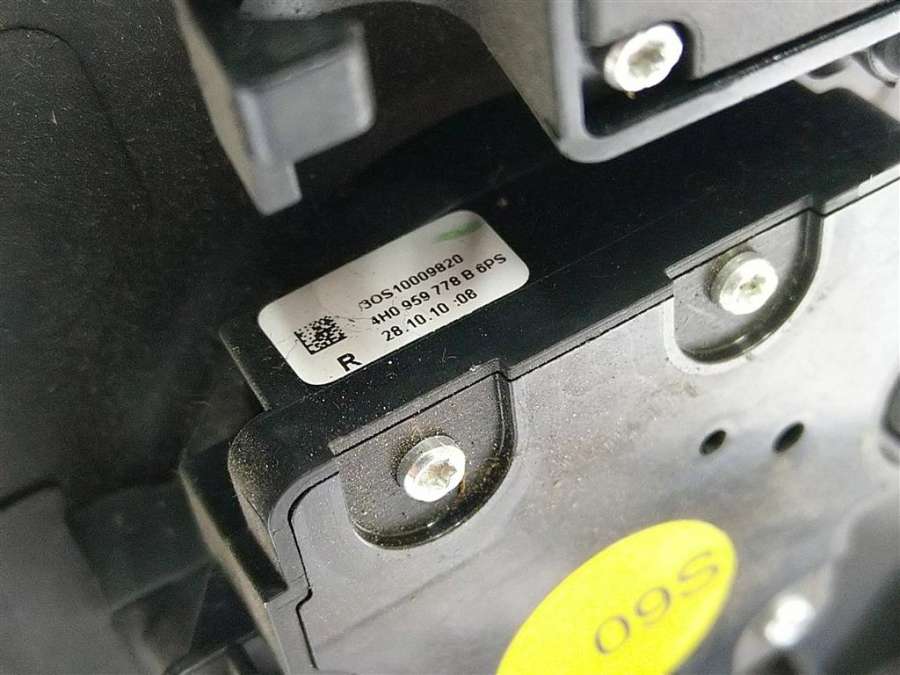 3OS10009820
4H0 959 778 B 6PS
28.10.10 :08
R
S60